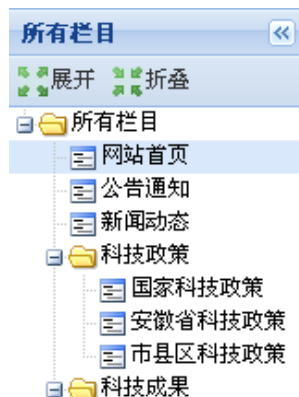 所有栏目
展开 折叠
所有栏目
网站首页
公告通知
新闻动态
科技政策
国家科技政策
安徽省科技政策
市县区科技政策
科技成果